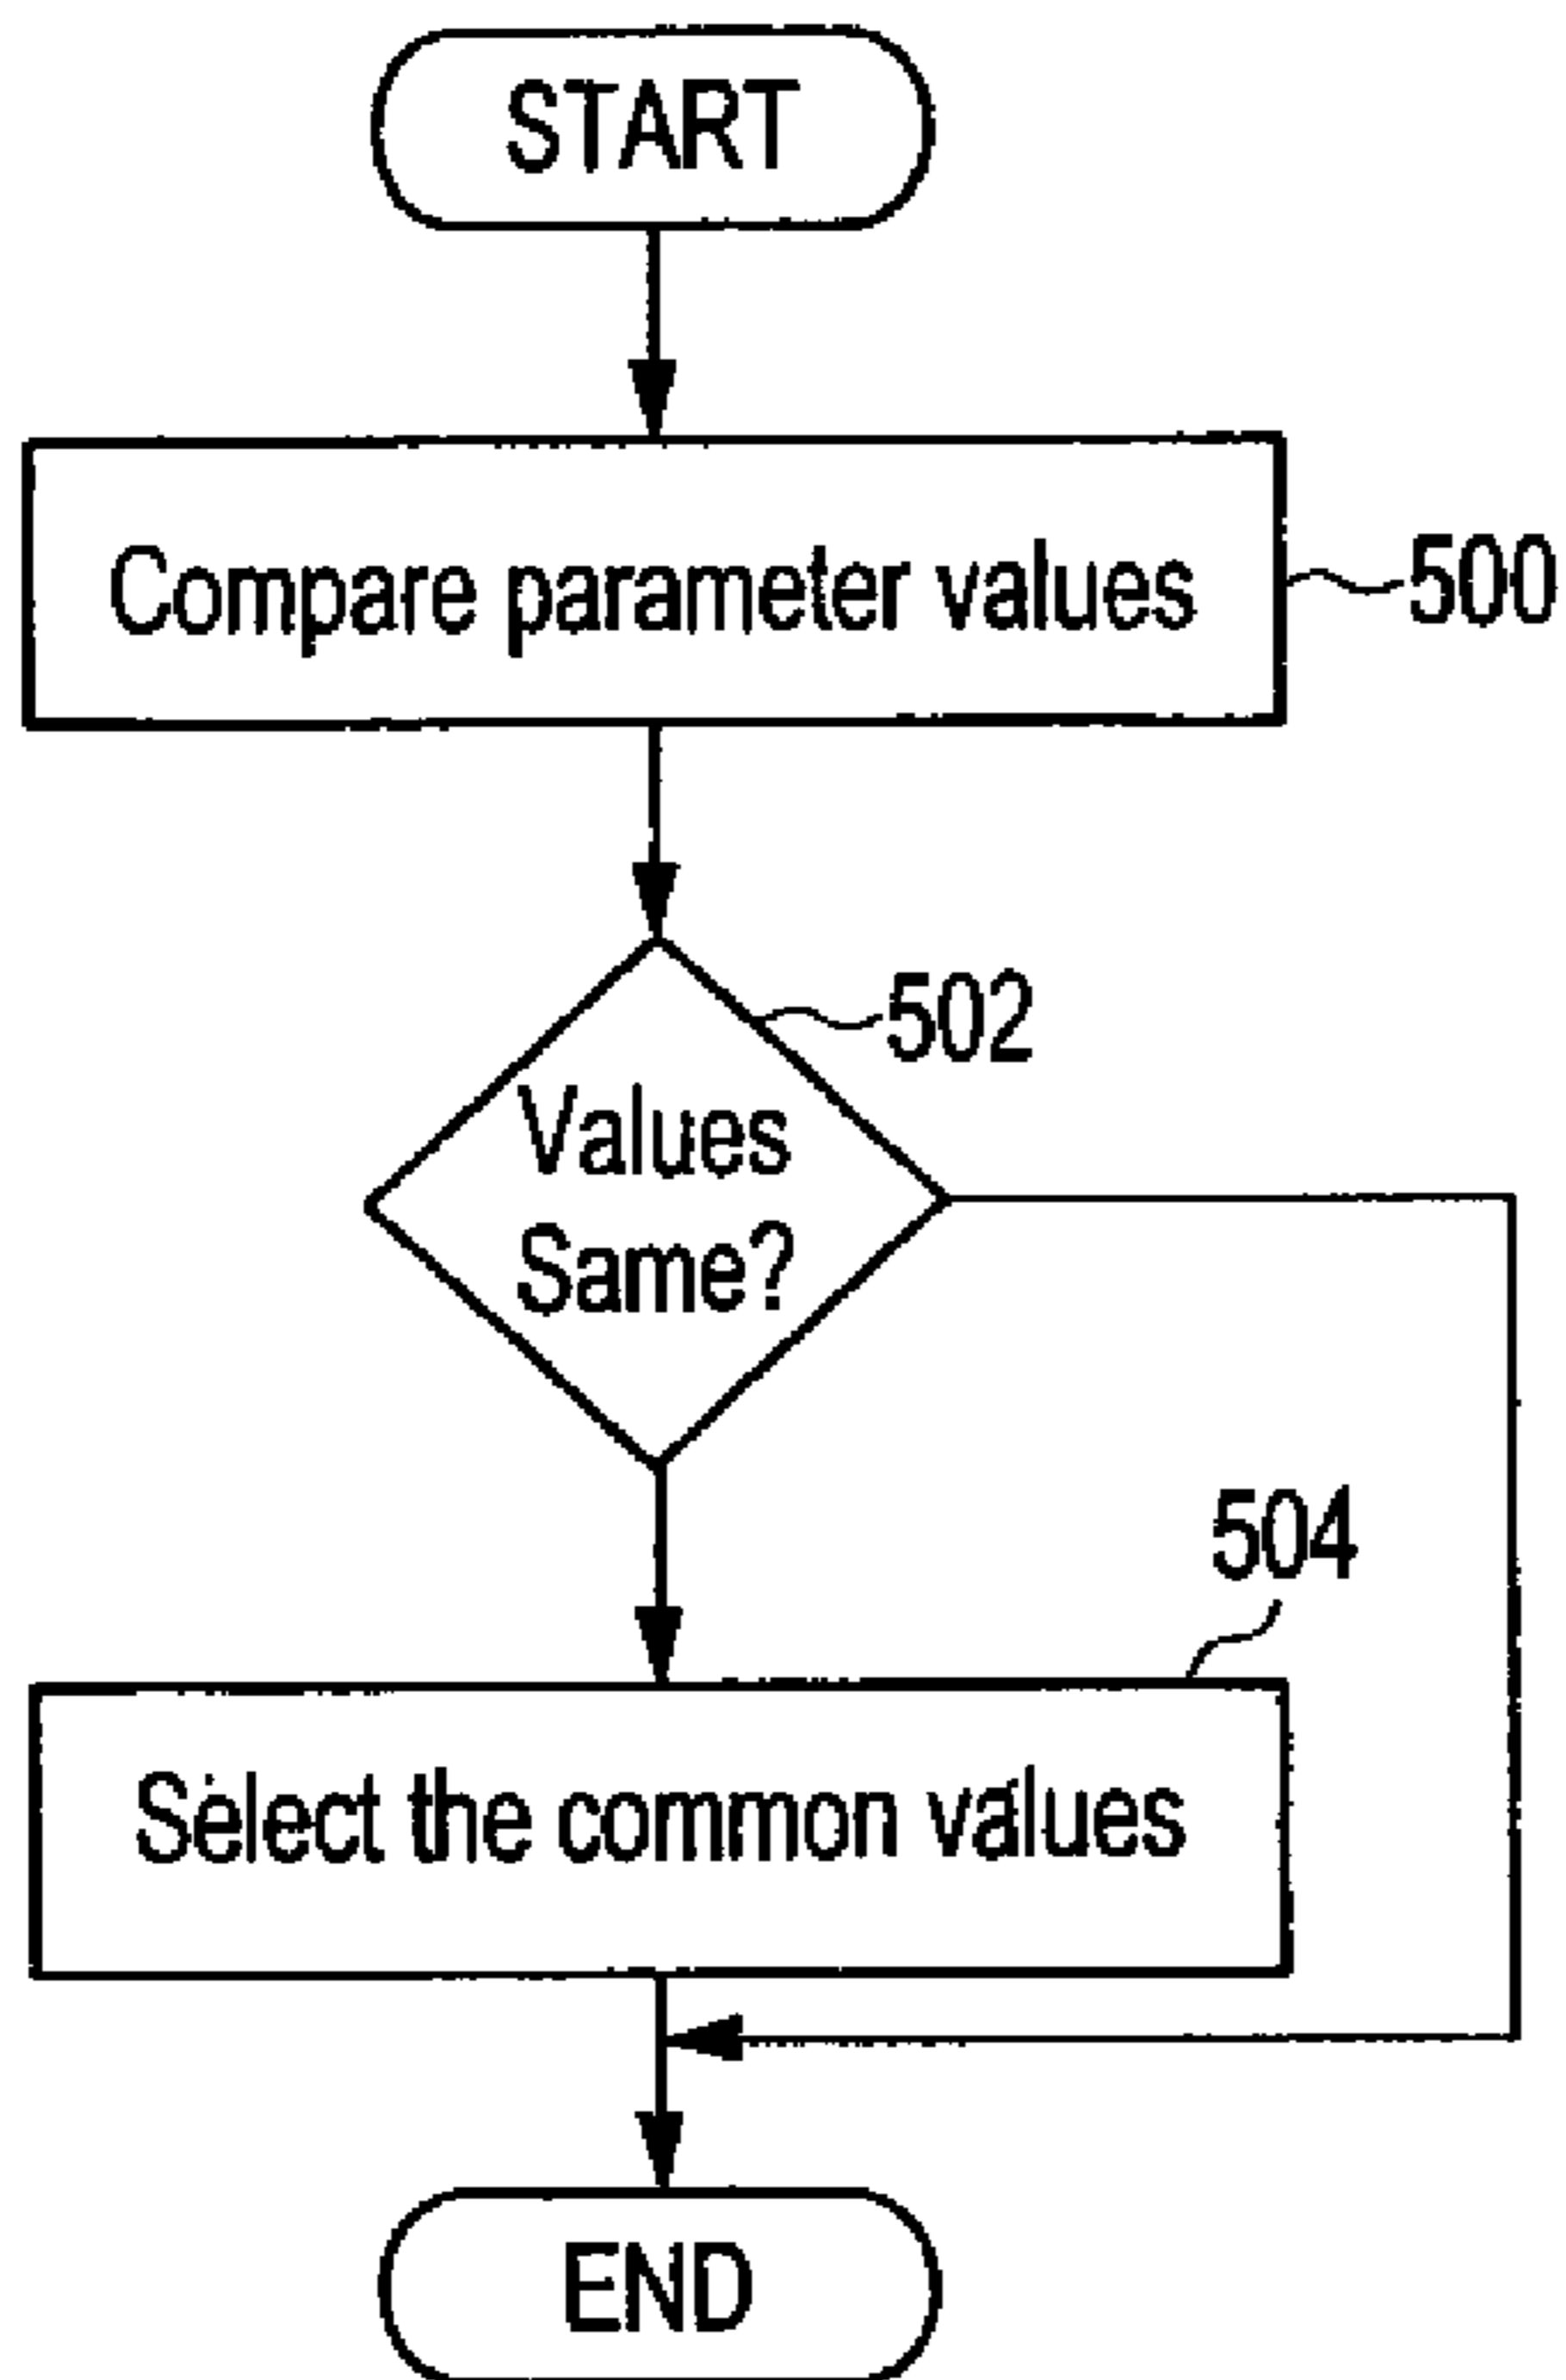 START
Compare parameter values
500
502
Values
Same?
504
Select the common values
END